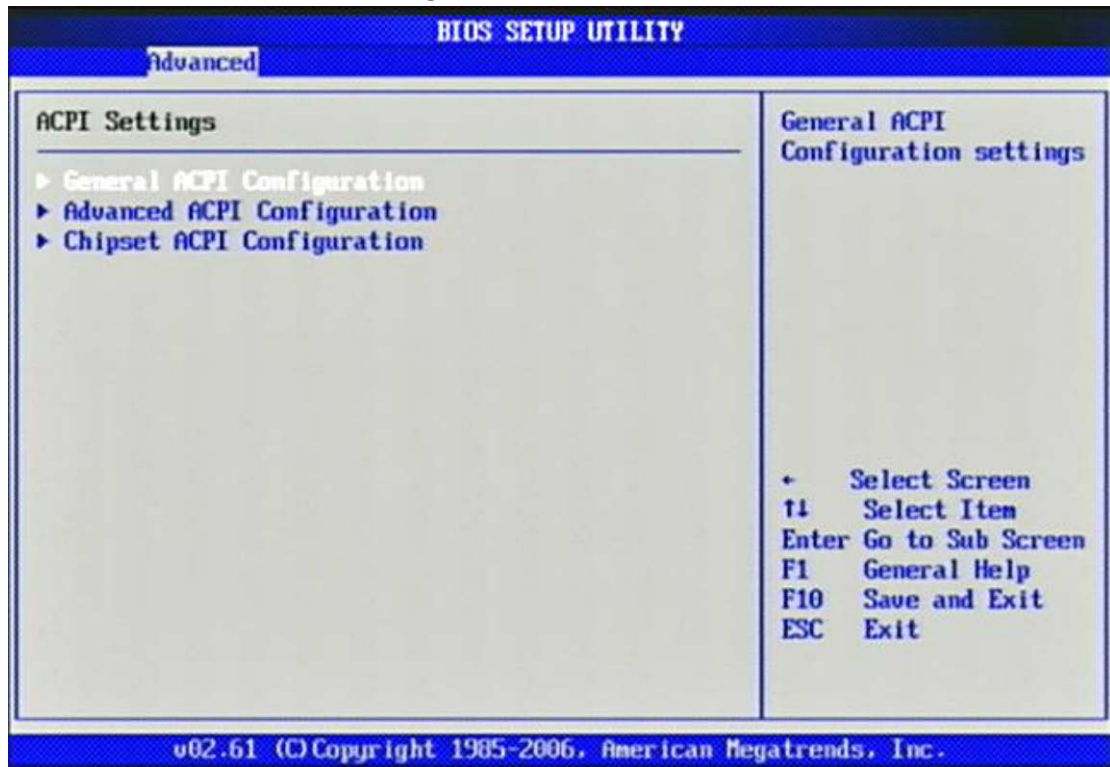 BIOS SETUP UTILITY
Advanced
ACPI Settings
▶ General ACPI Configuration
▶ Advanced ACPI Configuration
▶ Chipset ACPI Configuration
General ACPI
Configuration settings
← Select Screen
↑↓ Select Item
Enter Go to Sub Screen
F1 General Help
F10 Save and Exit
ESC Exit
v02.61 (C)Copyright 1985-2006, American Megatrends, Inc.